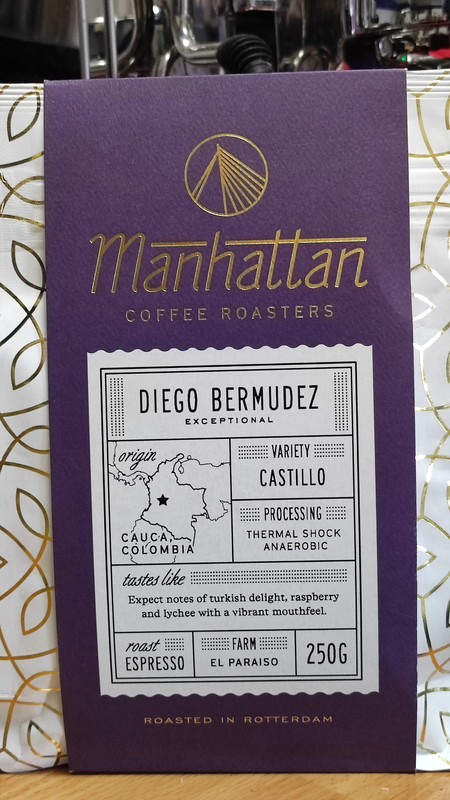 Manhattan
COFFEE ROASTERS
DIEGO BERMUDEZ
EXCEPTIONAL
origin
CAUCA,
COLOMBIA
VARIETY
CASTILLO
PROCESSING
THERMAL SHOCK
ANAEROBIC
tastes like
Expect notes of turkish delight, raspberry
and lychee with a vibrant mouthfeel.
roast
ESPRESSO
FARM
EL PARAISO
250G
ROASTED IN ROTTERDAM